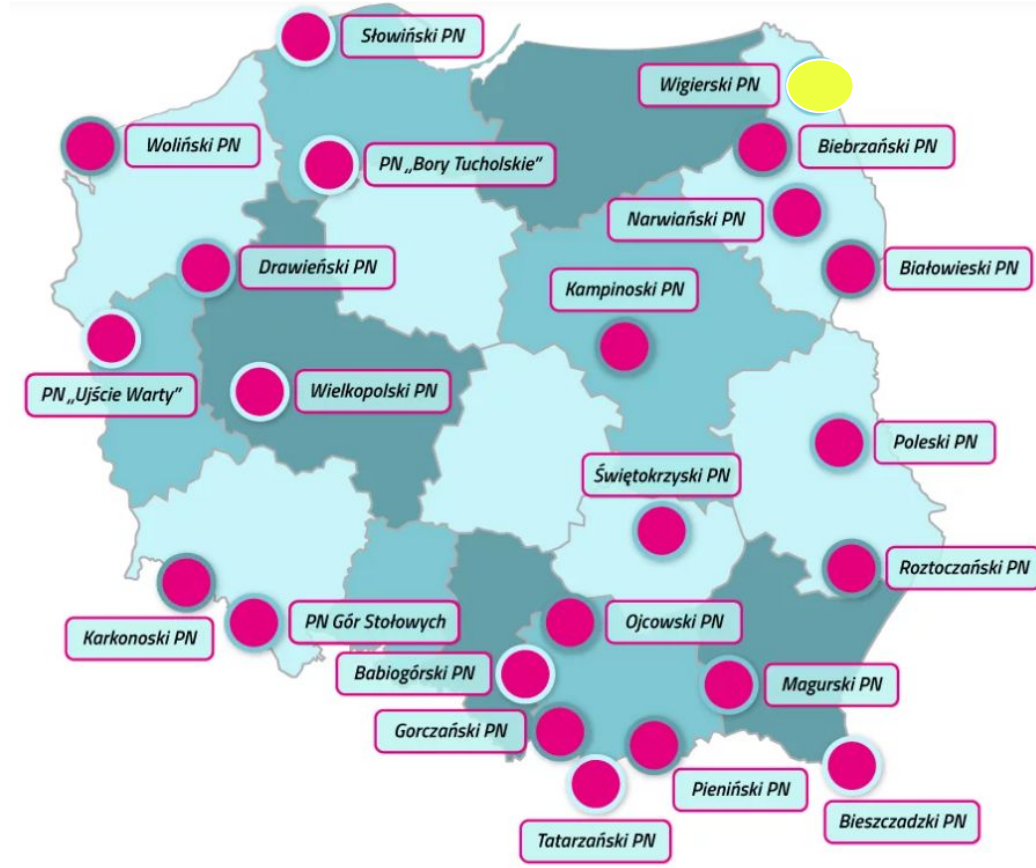 Słowiński PN
Wigierski PN
Woliński PN
PN „Bory Tucholskie”
Biebrzański PN
Narwiański PN
Drawieński PN
Białowieski PN
Kampinoski PN
PN „Ujście Warty”
Wielkopolski PN
Poleski PN
Świętokrzyski PN
Roztoczański PN
Karkonoski PN
PN Gór Stołowych
Ojcowski PN
Babiogórski PN
Magurski PN
Gorczański PN
Pieniński PN
Bieszczadzki PN
Tatarzański PN